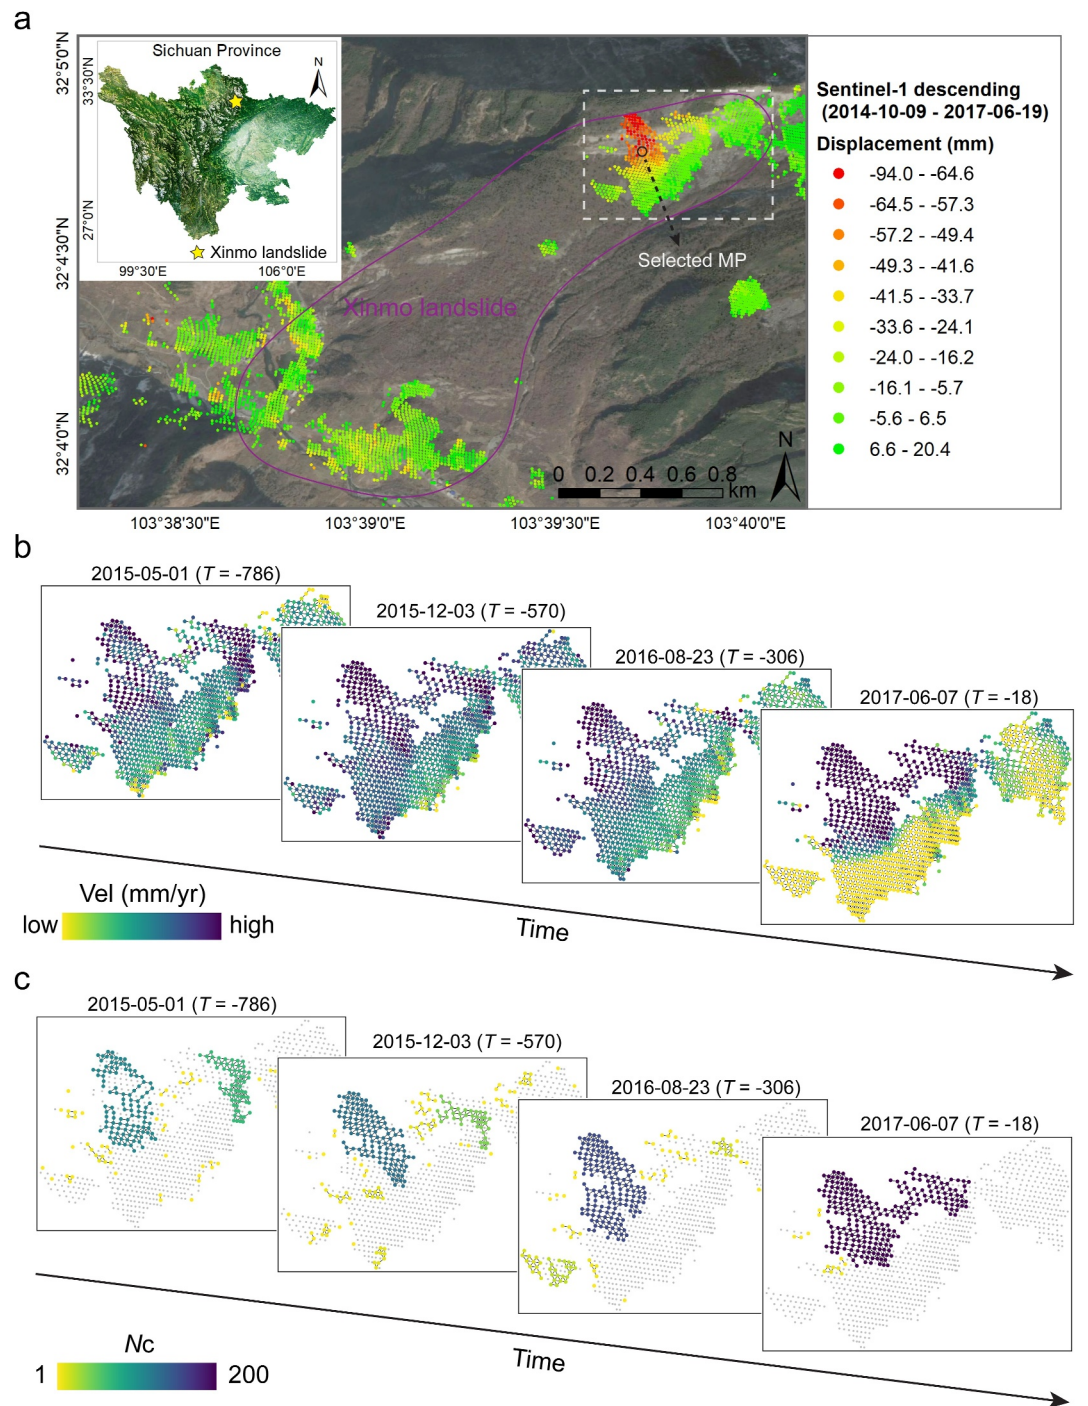 a
Sichuan Province
N
33°30'N
27°0'N
Xinmo landslide
99°30'E
106°0'E
32°5'0"N
32°4'30"N
32°4'0"N
Selected MP
Xinmo landslide
N
0 0.2 0.4 0.6 0.8
km
103°38'30"E
103°39'0"E
103°39'30"E
103°40'0"E
Sentinel-1 descending
(2014-10-09 - 2017-06-19)
Displacement (mm)
-94.0 - -64.6
-64.5 - -57.3
-57.2 - -49.4
-49.3 - -41.6
-41.5 - -33.7
-33.6 - -24.1
-24.0 - -16.2
-16.1 - -5.7
-5.6 - 6.5
6.6 - 20.4
b
2015-05-01 (T = -786)
2015-12-03 (T = -570)
2016-08-23 (T = -306)
2017-06-07 (T = -18)
Vel (mm/yr)
low
high
Time
c
2015-05-01 (T = -786)
2015-12-03 (T = -570)
2016-08-23 (T = -306)
2017-06-07 (T = -18)
Nc
1
200
Time